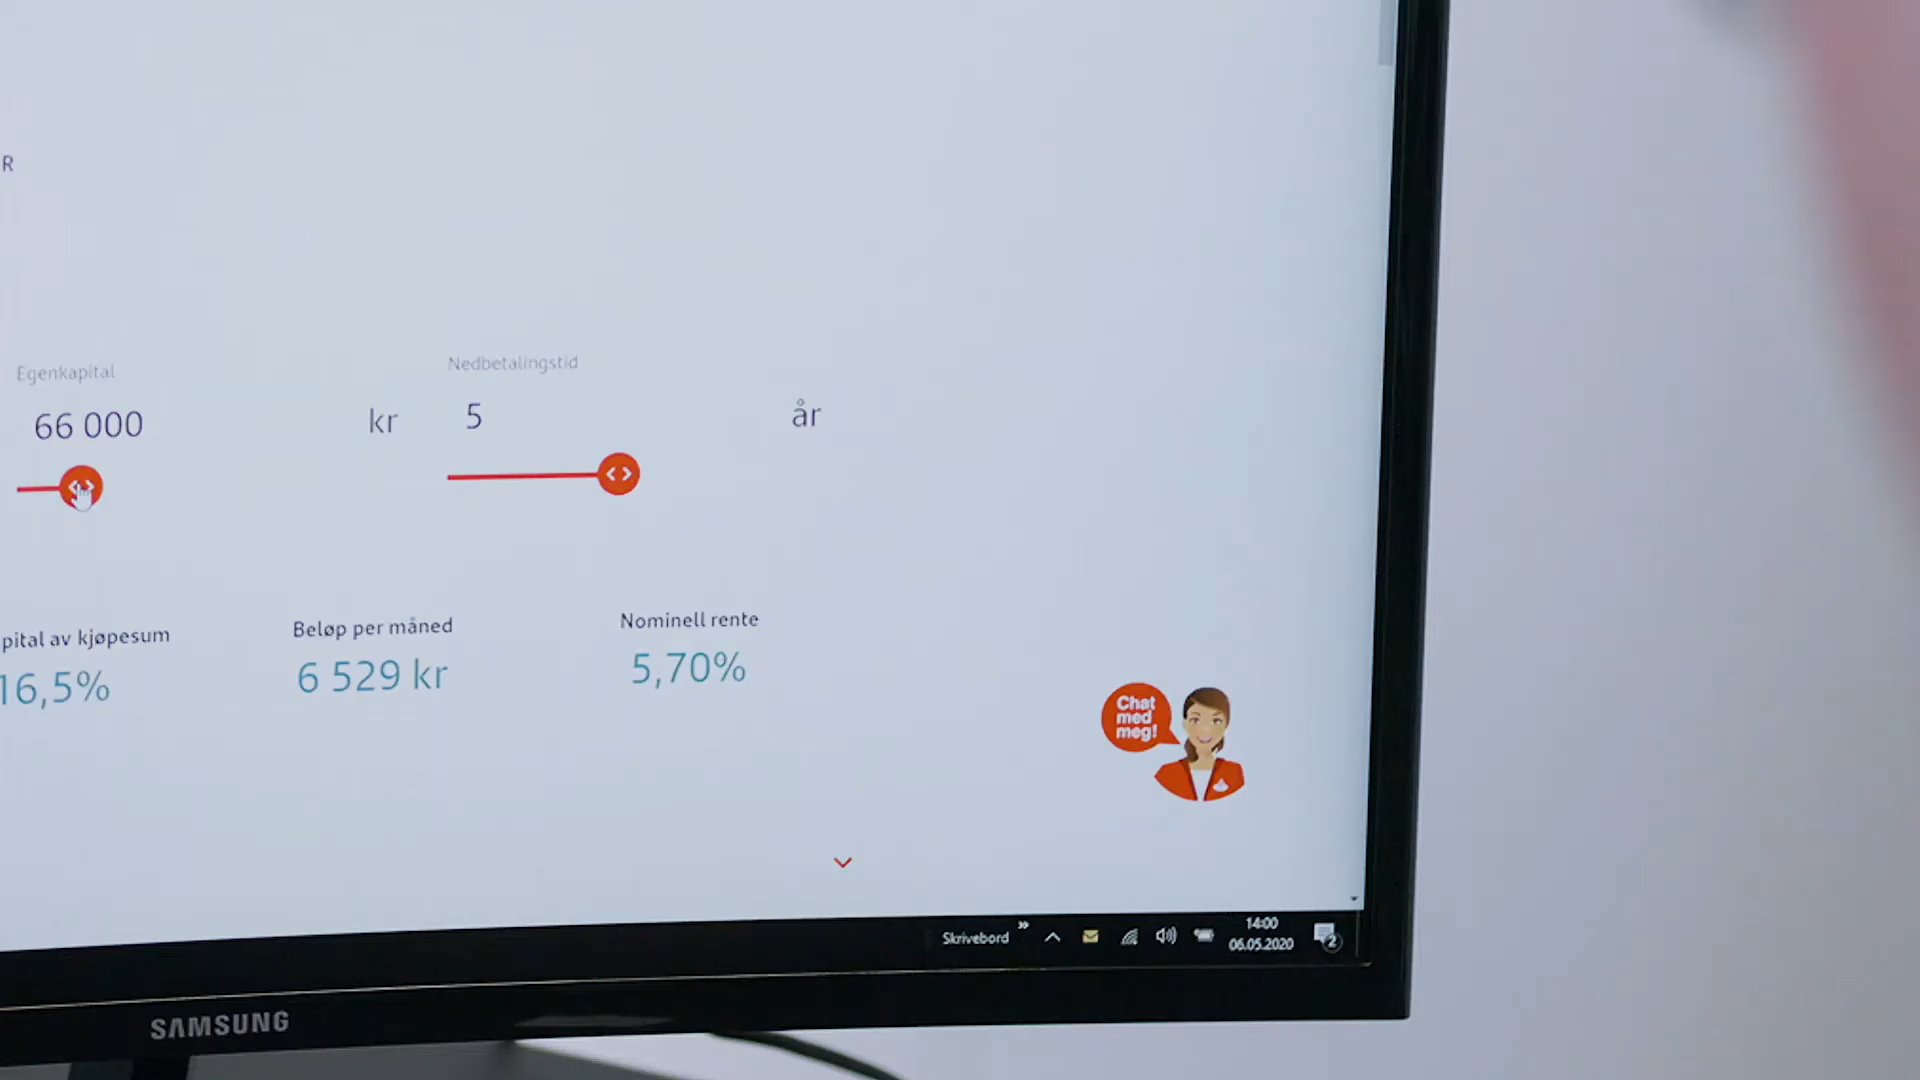 R
Egenkapital
66 000 kr
Nedbetalingstid
5 år
pital av kjøpesum
16,5%
Beløp per måned
6 529 kr
Nominell rente
5,70%
Chat
med
meg!
Skrivebord
14:00
06.05.2020
2
SAMSUNG